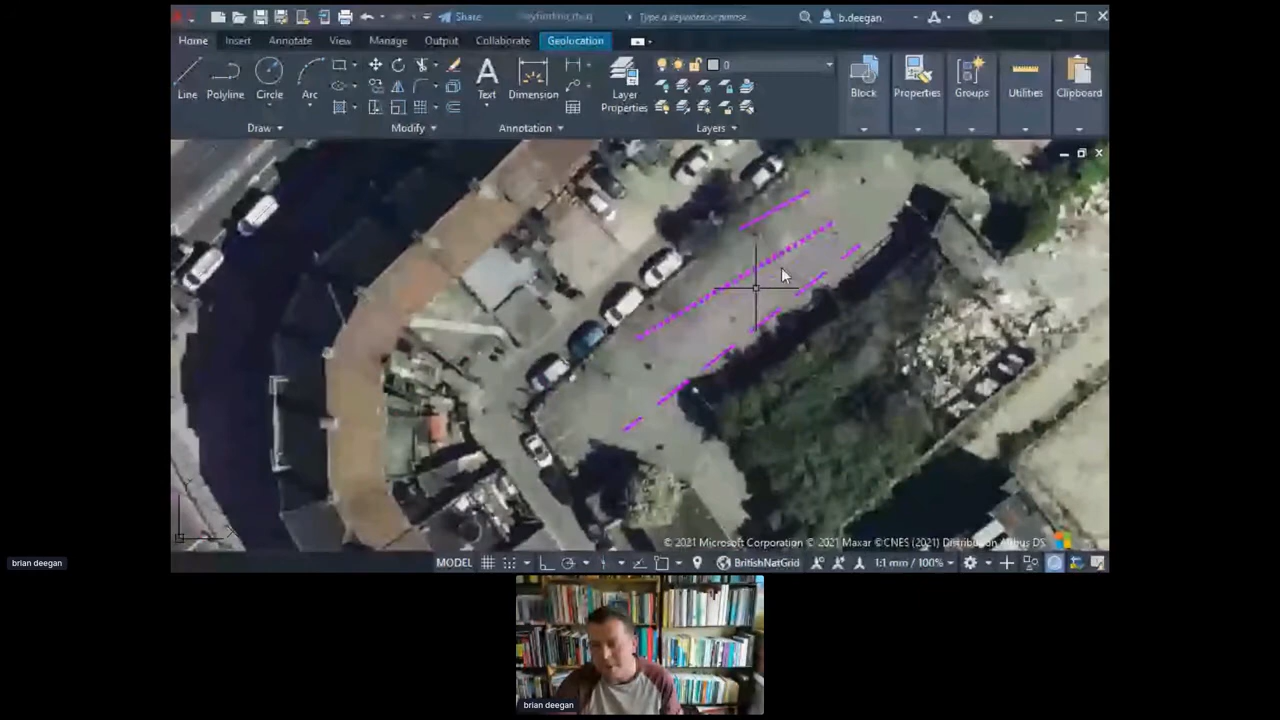 Share
Type a keyword or phrase
b.deegan
Home Insert Annotate View Manage Output Collaborate Geolocation
0
Line Polyline Circle Arc Text Dimension Layer Properties Block Properties Groups Utilities Clipboard
Draw Modify Annotation Layers
Y
X
© 2021 Microsoft Corporation © 2021 Maxar © CNES (2021) Distribution Airbus DS
MODEL BritishNatGrid 1:1 mm / 100%
brian deegan
brian deegan